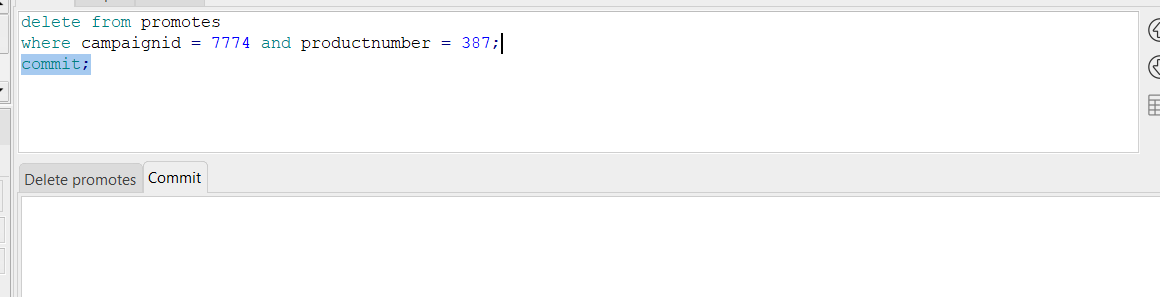 delete from promotes
where campaignid = 7774 and productnumber = 387;
commit;
Delete promotes
Commit